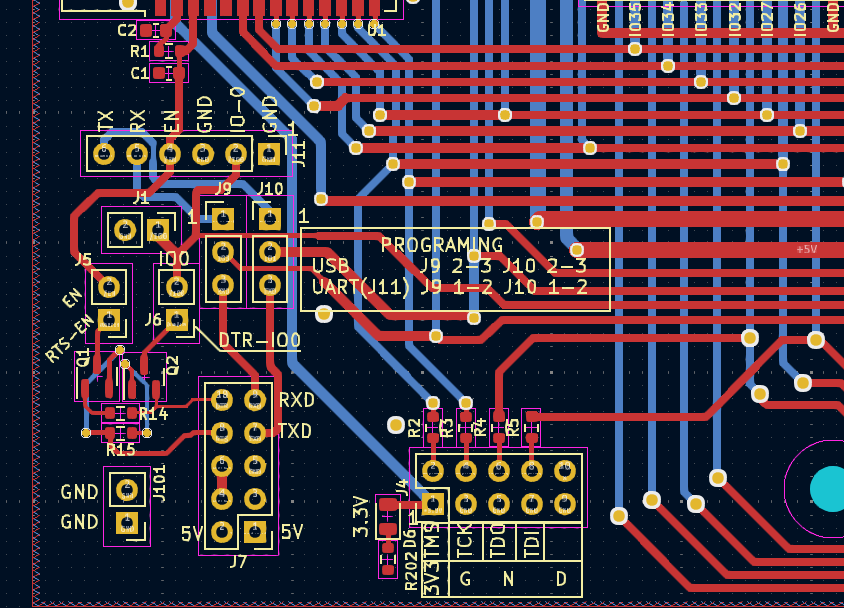 C2
U1
R1
C1
GND IO35 IO34 IO33 IO32 IO27 IO26 GND
TX RX EN GND IO-0 GND
1
J11
J9 J10
J1
1 1
PROGRAMING
USB J9 2-3 J10 2-3
UART(J11) J9 1-2 J10 1-2
+5V
J5 IO0
EN
J6
RTS-EN
DTR-IO0
Q1 Q2
RXD
R14
TXD
R15
R2 R3 R4 R5
J101
GND
GND
5V 5V
J7
J4
1
3.3V
D6
R202
3V3 TMS TCK TDO TDI
G N D